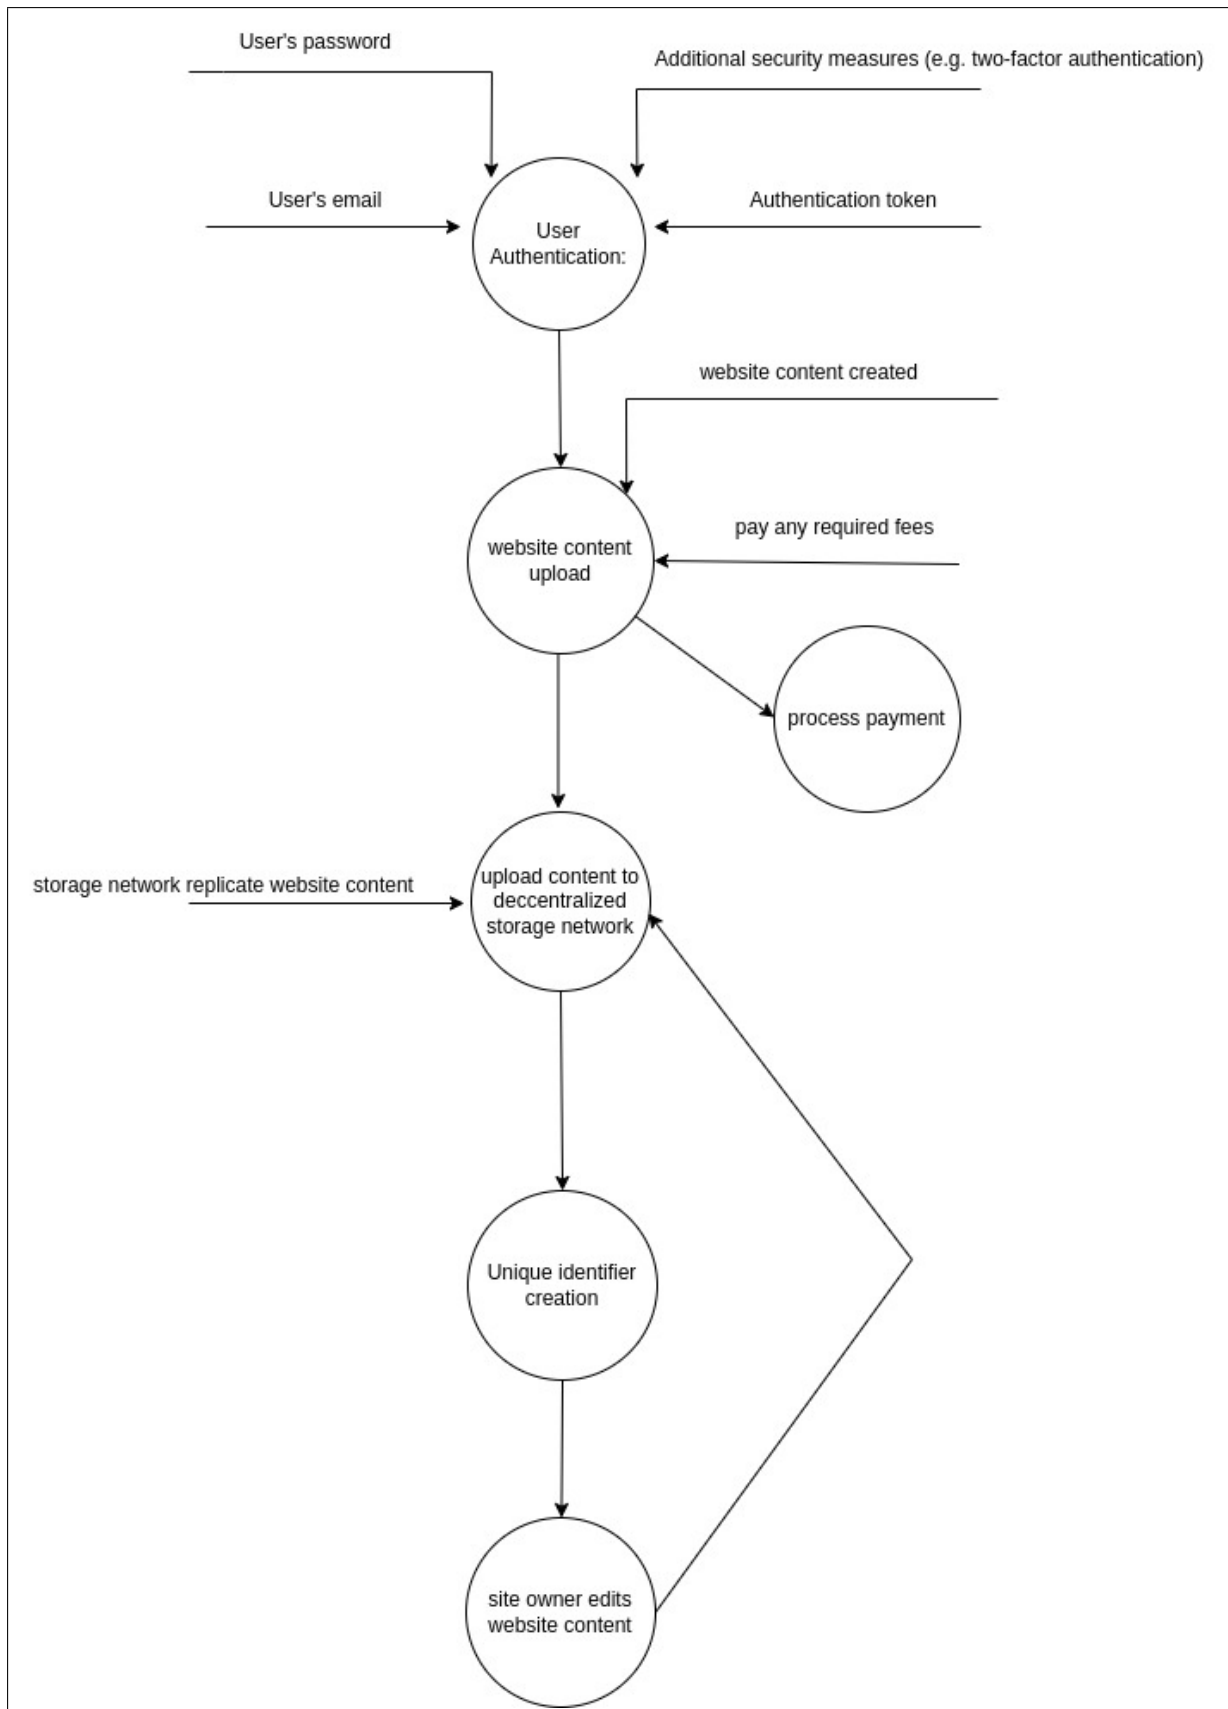 User's password
Additional security measures (e.g. two-factor authentication)
User's email
Authentication token
User
Authentication:
website content created
pay any required fees
website content
upload
process payment
storage network replicate website content
upload content to
deccentralized
storage network
Unique identifier
creation
site owner edits
website content